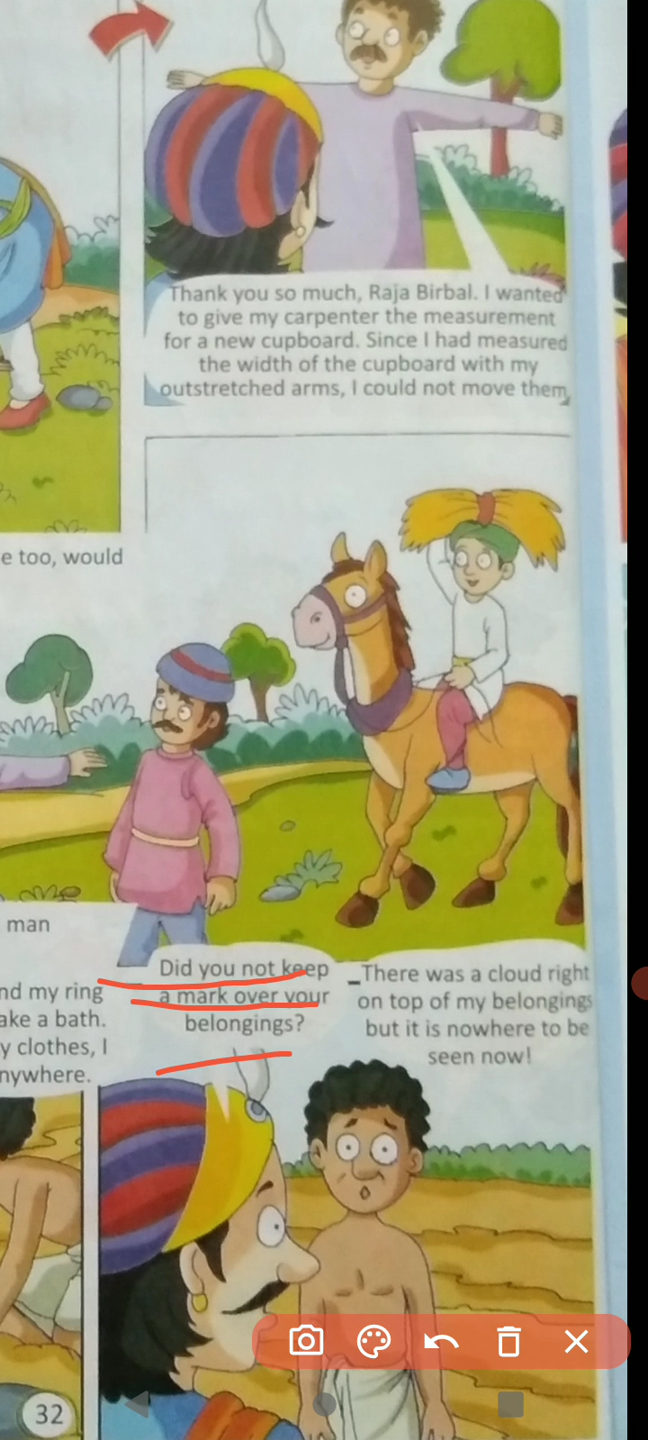 Thank you so much, Raja Birbal. I wanted
to give my carpenter the measurement
for a new cupboard. Since I had measured
the width of the cupboard with my
outstretched arms, I could not move them
e too, would
man
nd my ring
ake a bath.
y clothes, I
nywhere.
Did you not keep
a mark over your
belongings?
There was a cloud right
on top of my belongings
but it is nowhere to be
seen now!
32